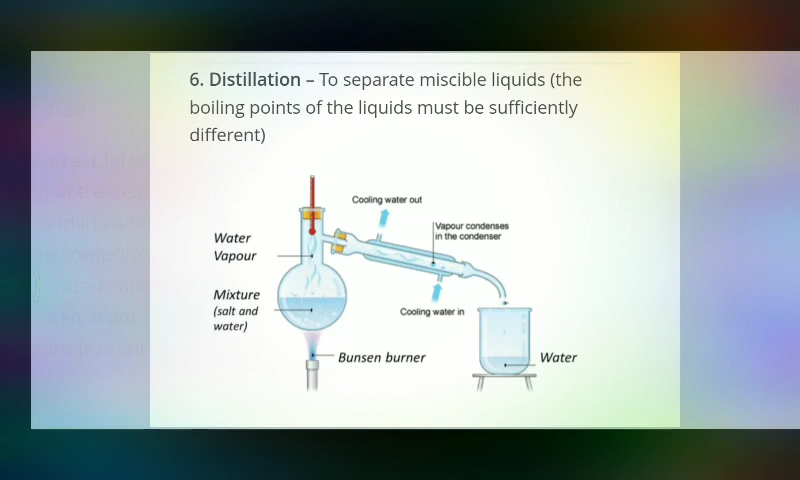 6. Distillation – To separate miscible liquids (the
boiling points of the liquids must be sufficiently
different)
Cooling water out
Vapour condenses
in the condenser
Water
Vapour
Mixture
(salt and
water)
Cooling water in
Bunsen burner
Water